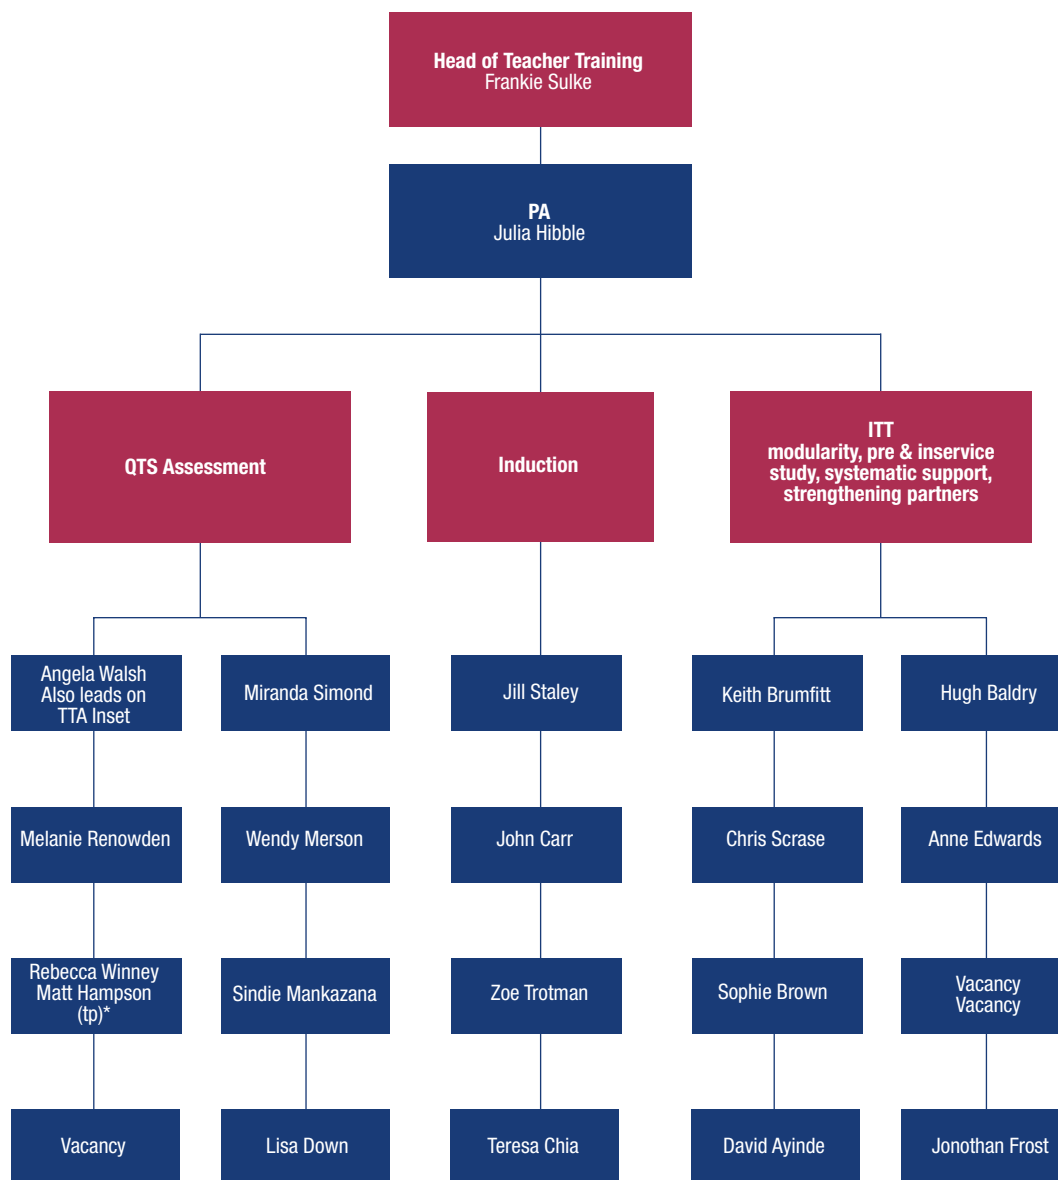 Head of Teacher Training
Frankie Sulke
PA
Julia Hibble
QTS Assessment
Induction
ITT
modularity, pre & inservice
study, systematic support,
strengthening partners
Angela Walsh
Also leads on
TTA Inset
Miranda Simond
Jill Staley
Keith Brumfitt
Hugh Baldry
Melanie Renowden
Wendy Merson
John Carr
Chris Scrase
Anne Edwards
Rebecca Winney
Matt Hampson
(tp)*
Sindie Mankazana
Zoe Trotman
Sophie Brown
Vacancy
Vacancy
Vacancy
Lisa Down
Teresa Chia
David Ayinde
Jonothan Frost